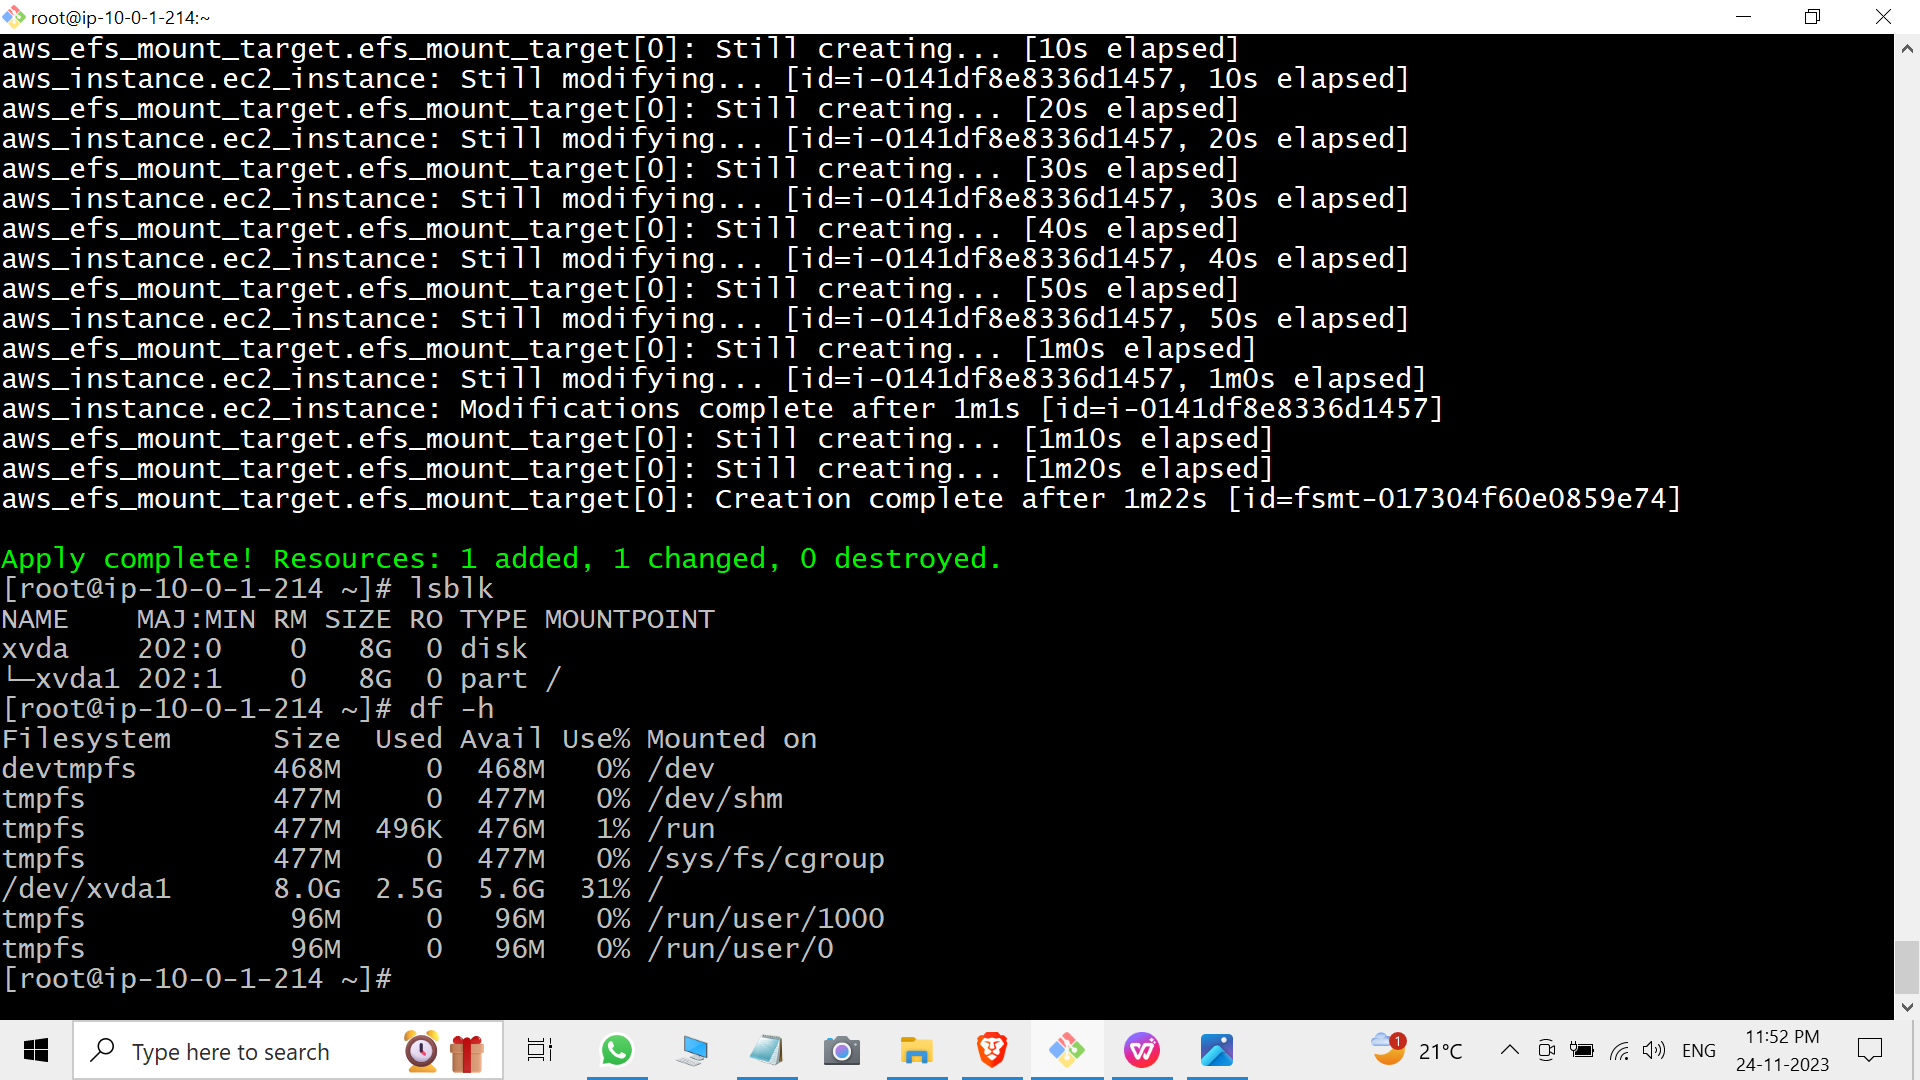 root@ip-10-0-1-214:~
aws_efs_mount_target.efs_mount_target[0]: Still creating... [10s elapsed]
aws_instance.ec2_instance: Still modifying... [id=i-0141df8e8336d1457, 10s elapsed]
aws_efs_mount_target.efs_mount_target[0]: Still creating... [20s elapsed]
aws_instance.ec2_instance: Still modifying... [id=i-0141df8e8336d1457, 20s elapsed]
aws_efs_mount_target.efs_mount_target[0]: Still creating... [30s elapsed]
aws_instance.ec2_instance: Still modifying... [id=i-0141df8e8336d1457, 30s elapsed]
aws_efs_mount_target.efs_mount_target[0]: Still creating... [40s elapsed]
aws_instance.ec2_instance: Still modifying... [id=i-0141df8e8336d1457, 40s elapsed]
aws_efs_mount_target.efs_mount_target[0]: Still creating... [50s elapsed]
aws_instance.ec2_instance: Still modifying... [id=i-0141df8e8336d1457, 50s elapsed]
aws_efs_mount_target.efs_mount_target[0]: Still creating... [1m0s elapsed]
aws_instance.ec2_instance: Still modifying... [id=i-0141df8e8336d1457, 1m0s elapsed]
aws_instance.ec2_instance: Modifications complete after 1m1s [id=i-0141df8e8336d1457]
aws_efs_mount_target.efs_mount_target[0]: Still creating... [1m10s elapsed]
aws_efs_mount_target.efs_mount_target[0]: Still creating... [1m20s elapsed]
aws_efs_mount_target.efs_mount_target[0]: Creation complete after 1m22s [id=fsmt-017304f60e0859e74]
Apply complete! Resources: 1 added, 1 changed, 0 destroyed.
[root@ip-10-0-1-214 ~]# lsblk
NAME    MAJ:MIN RM SIZE RO TYPE MOUNTPOINT
xvda    202:0    0   8G  0 disk
└─xvda1 202:1    0   8G  0 part /
[root@ip-10-0-1-214 ~]# df -h
Filesystem      Size  Used Avail Use% Mounted on
devtmpfs        468M     0  468M   0% /dev
tmpfs           477M     0  477M   0% /dev/shm
tmpfs           477M  496K  476M   1% /run
tmpfs           477M     0  477M   0% /sys/fs/cgroup
/dev/xvda1      8.0G  2.5G  5.6G  31% /
tmpfs            96M     0   96M   0% /run/user/1000
tmpfs            96M     0   96M   0% /run/user/0
[root@ip-10-0-1-214 ~]#
Type here to search
1
21°C
ENG
11:52 PM
24-11-2023